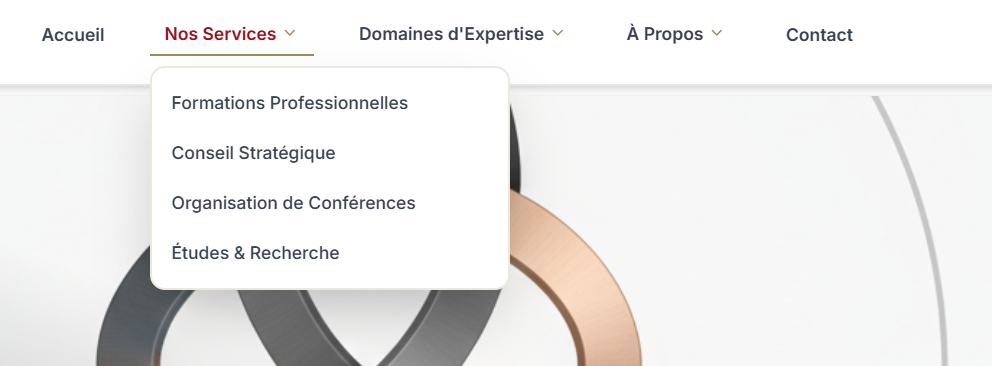 Accueil Nos Services Domaines d'Expertise À Propos Contact
Formations Professionnelles
Conseil Stratégique
Organisation de Conférences
Études & Recherche